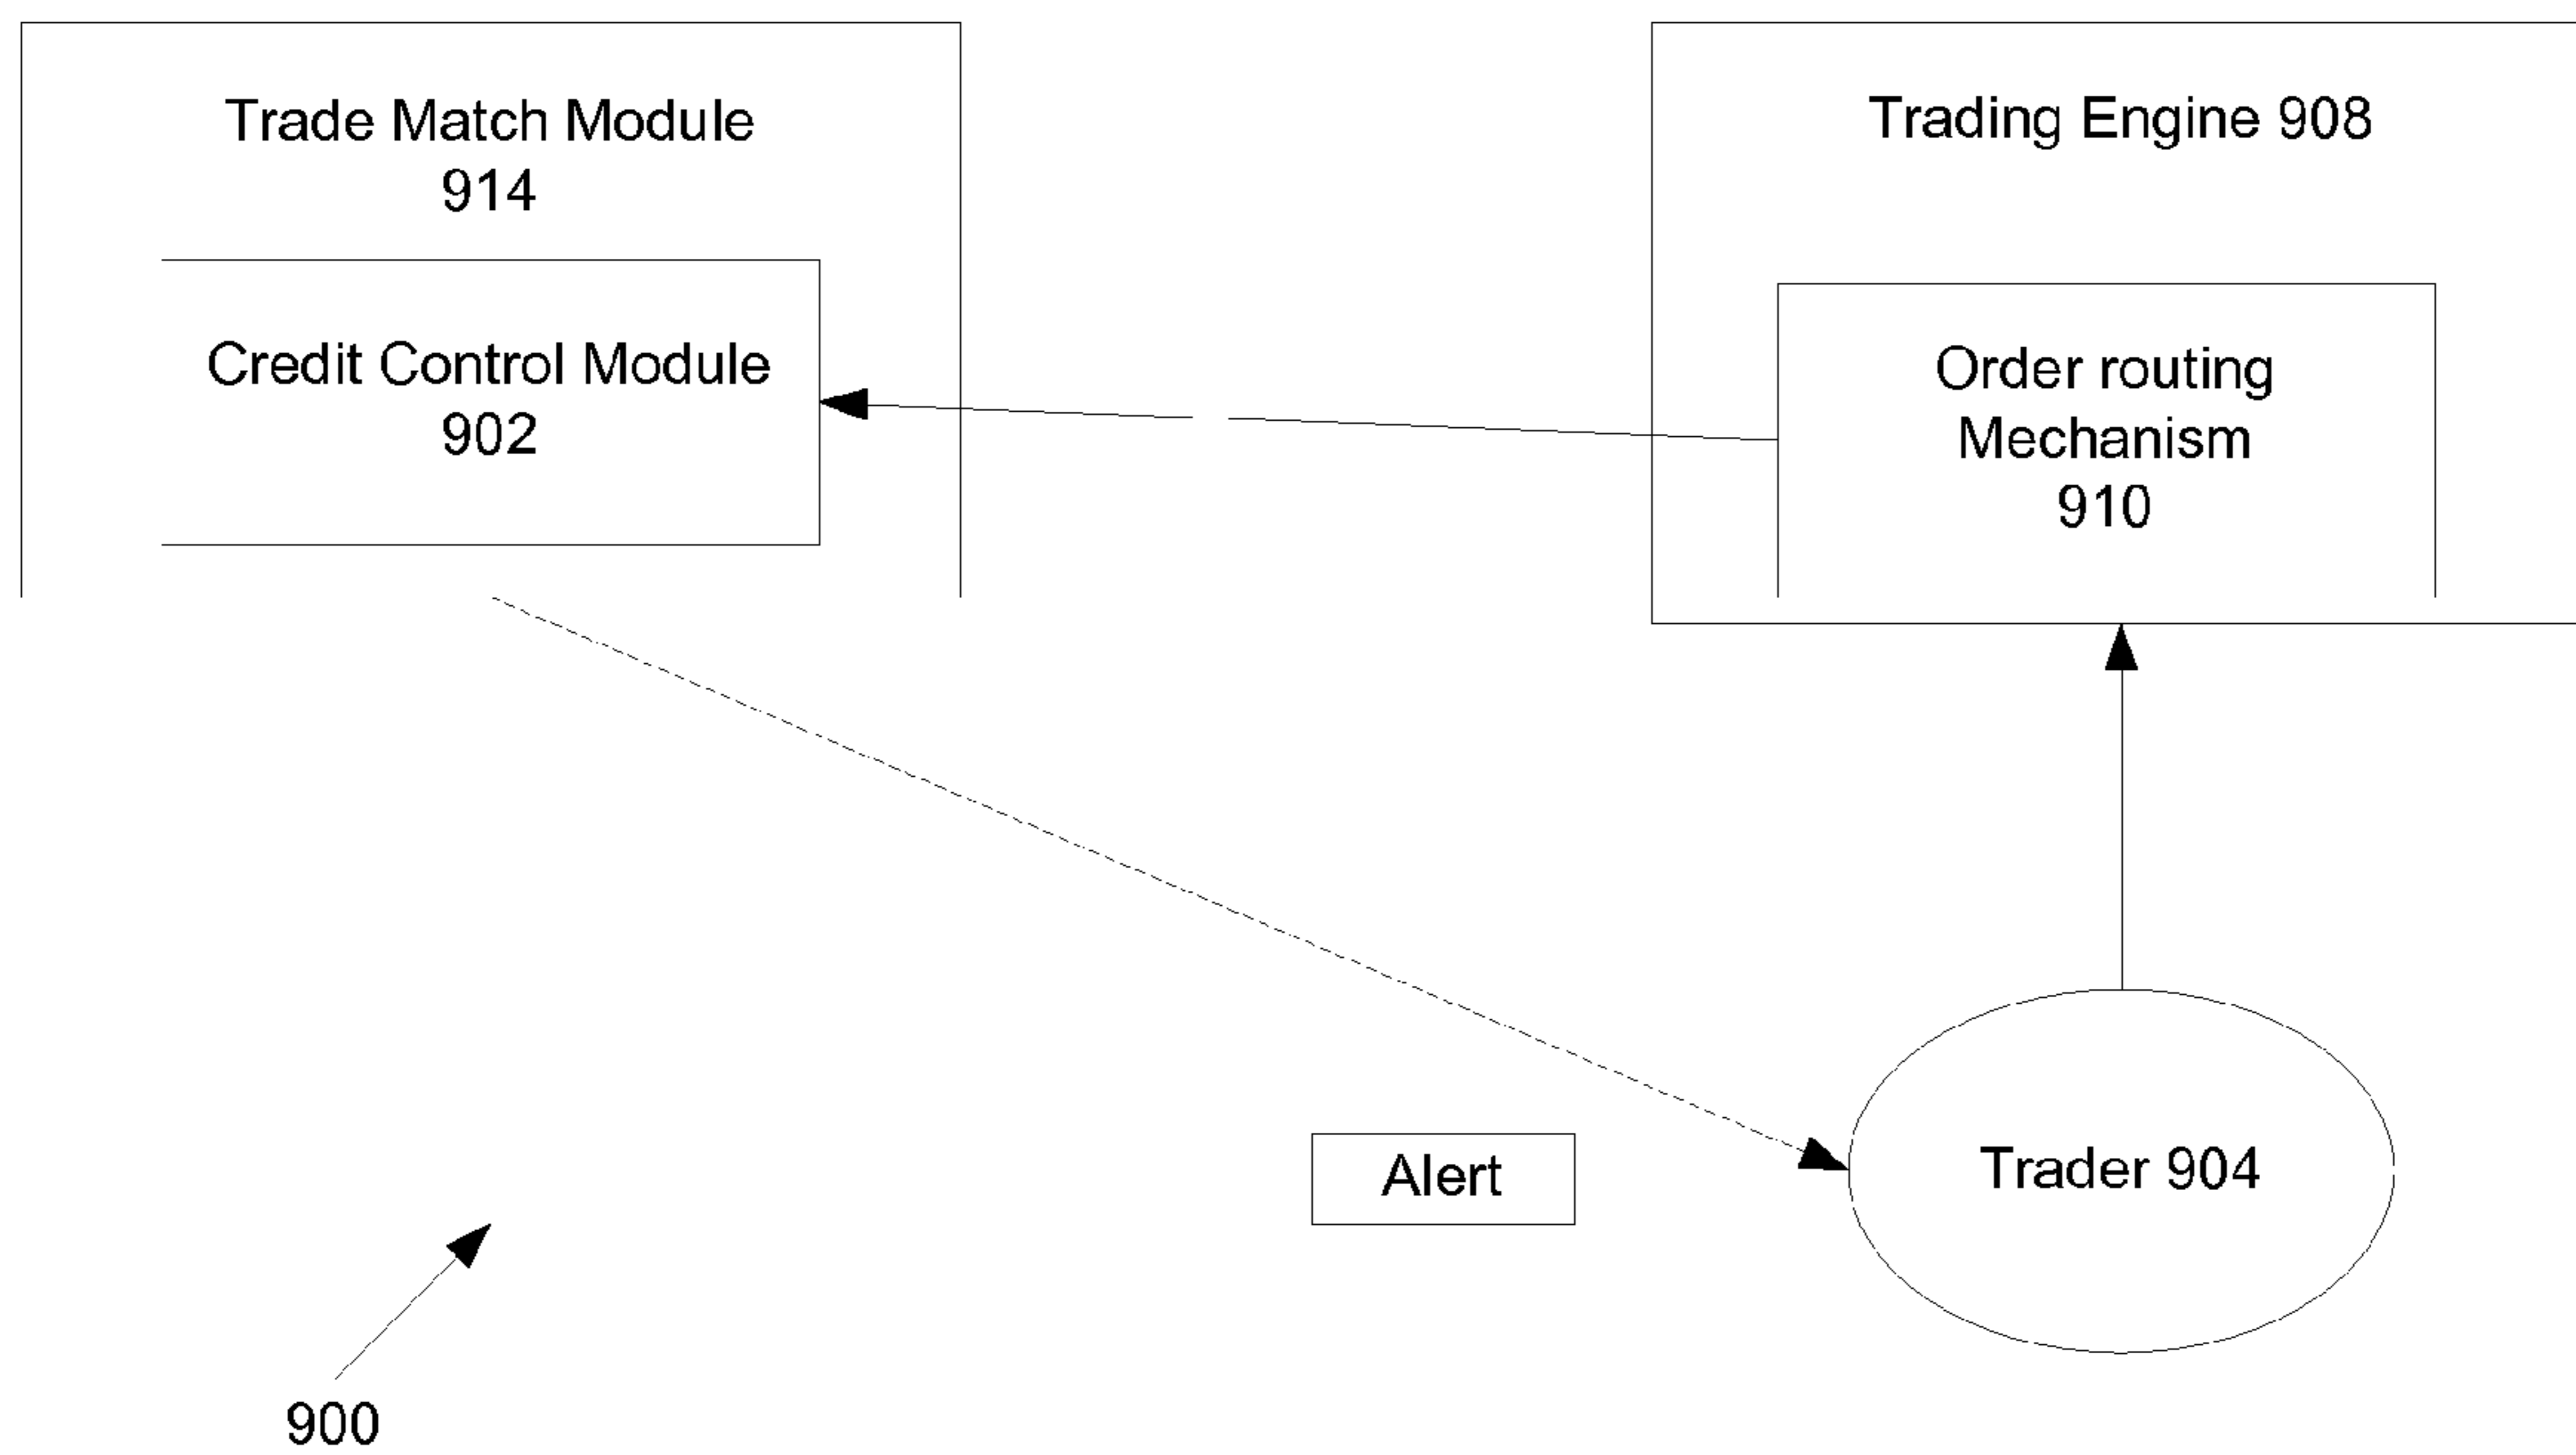 Trade Match Module
914
Credit Control Module
902
Trading Engine 908
Order routing
Mechanism
910
Alert
Trader 904
900